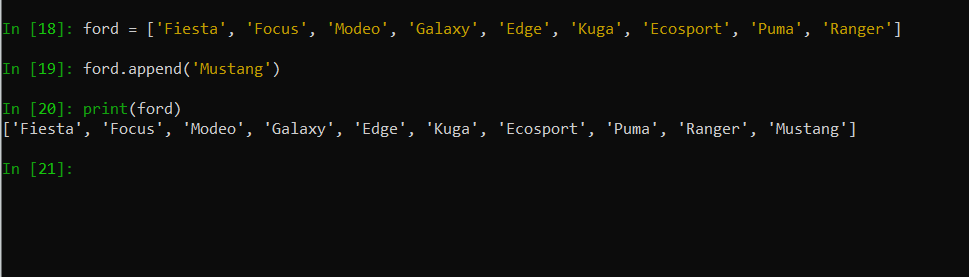 In [18]: ford = ['Fiesta', 'Focus', 'Modeo', 'Galaxy', 'Edge', 'Kuga', 'Ecosport', 'Puma', 'Ranger']
In [19]: ford.append('Mustang')
In [20]: print(ford)
['Fiesta', 'Focus', 'Modeo', 'Galaxy', 'Edge', 'Kuga', 'Ecosport', 'Puma', 'Ranger', 'Mustang']
In [21]: